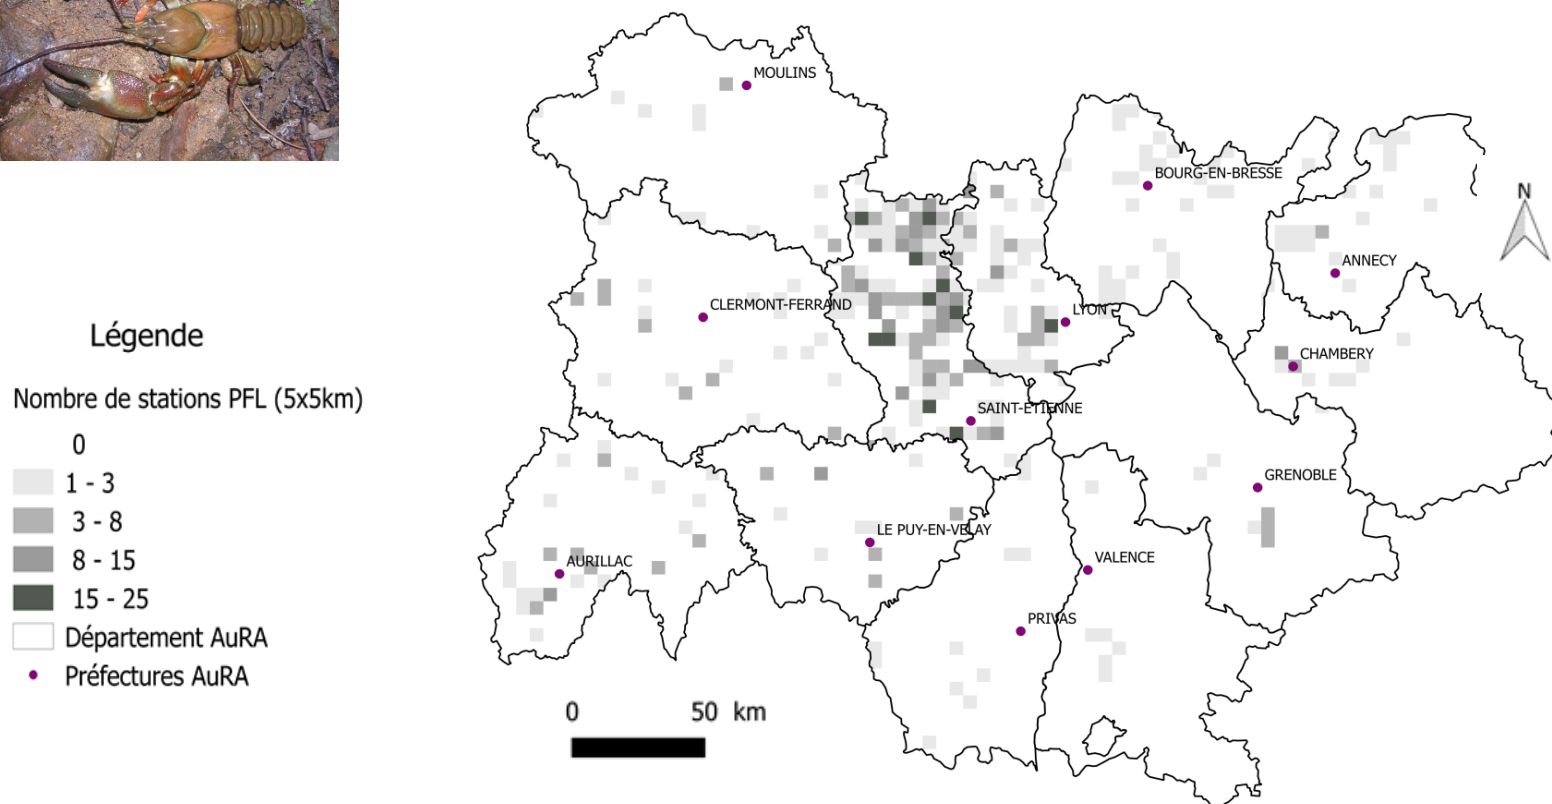 MOULINS
BOURG-EN-BRESSE
N
ANNECY
CLERMONT-FERRAND
LYON
CHAMBERY
SAINT-ETIENNE
GRENOBLE
LE PUY-EN-VELAY
AURILLAC
VALENCE
PRIVAS
Légende
Nombre de stations PFL (5x5km)
0
1 - 3
3 - 8
8 - 15
15 - 25
Département AuRA
Préfectures AuRA
0 50 km